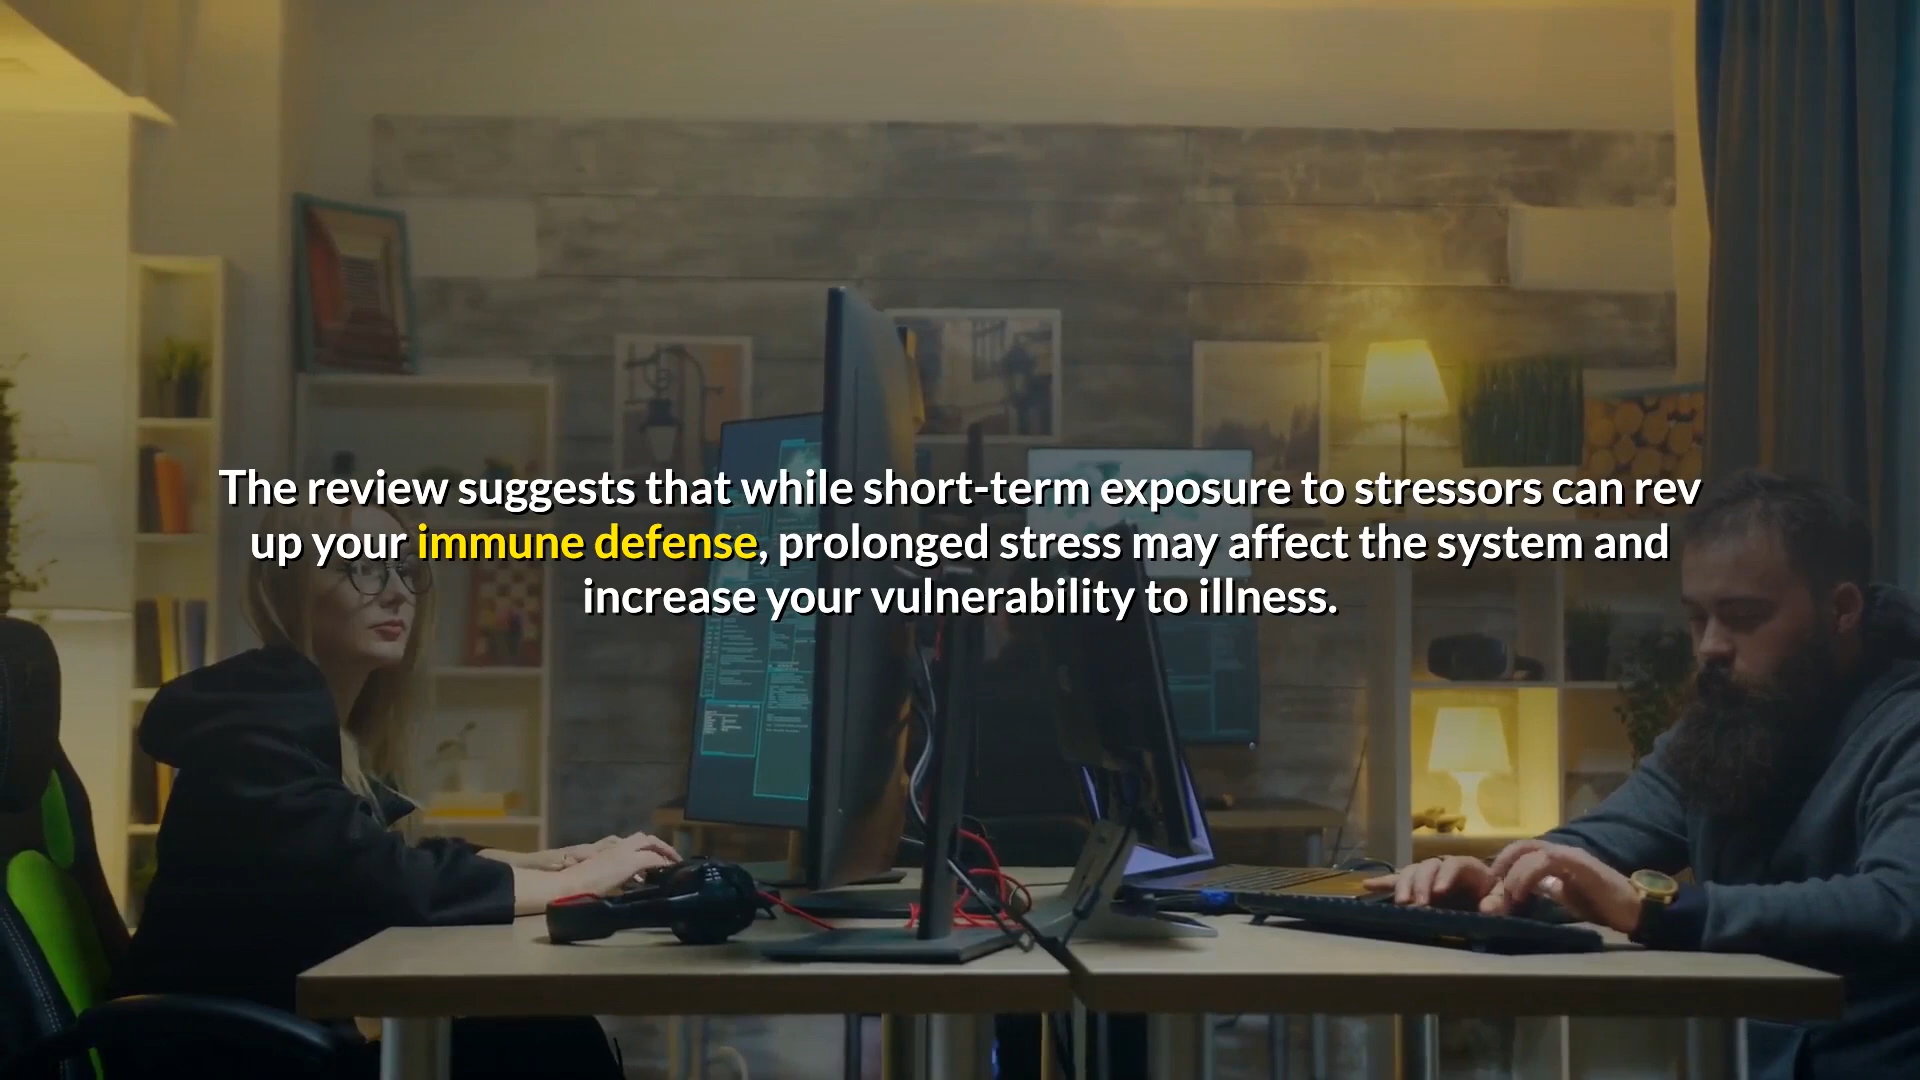 The review suggests that while short-term exposure to stressors can rev
up your immune defense, prolonged stress may affect the system and
increase your vulnerability to illness.